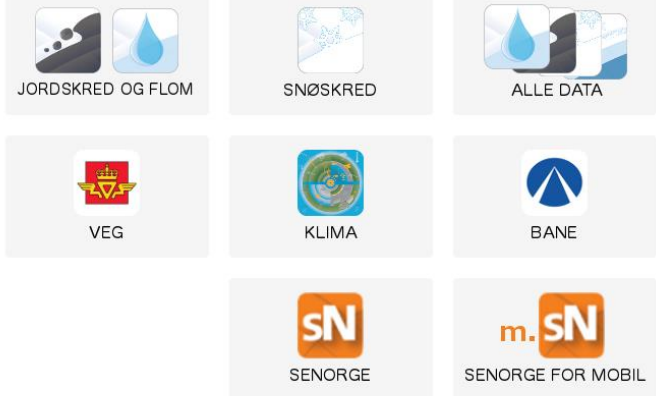 JORDSKRED OG FLOM
SNØSKRED
ALLE DATA
VEG
KLIMA
BANE
sN
SENORGE
m. sN
SENORGE FOR MOBIL